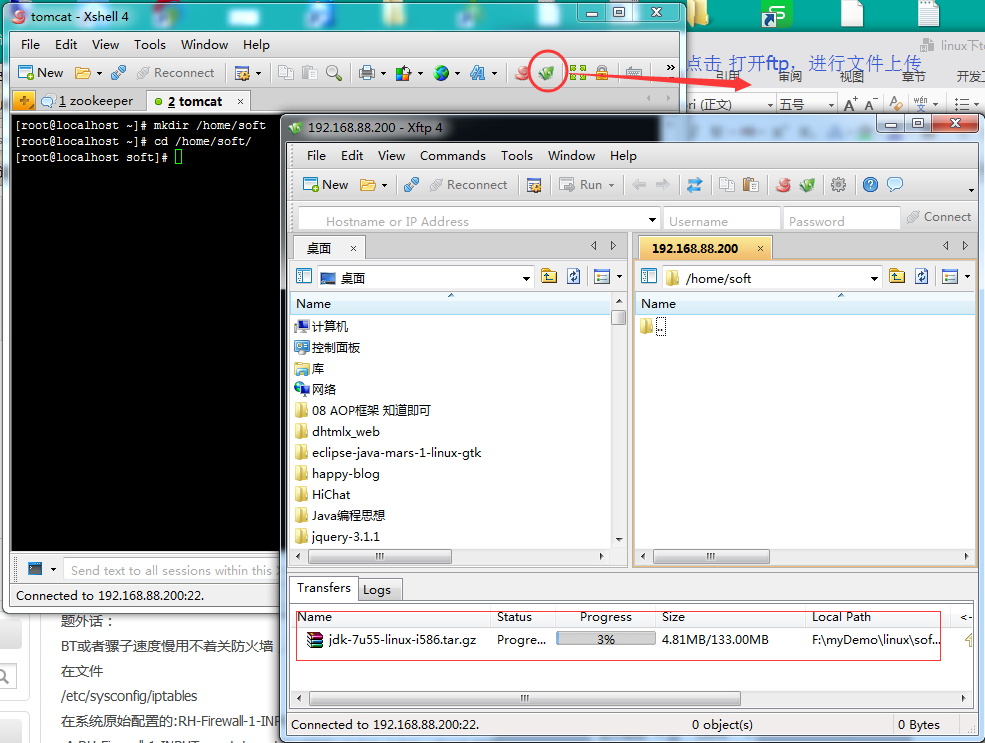 tomcat - Xshell 4
File Edit View Tools Window Help
New Reconnect
1 zookeeper 2 tomcat ×
[root@localhost ~]# mkdir /home/soft
[root@localhost ~]# cd /home/soft/
[root@localhost soft]#
Send text to all sessions within this
Connected to 192.168.88.200:22.
点击 打开ftp，进行文件上传
linux下
引用 审阅 视图 章节 开发
(正文) 五号
192.168.88.200 - Xftp 4
File Edit View Commands Tools Window Help
New Reconnect Run
Hostname or IP Address Username Password Connect
桌面 ×
桌面
Name
计算机
控制面板
库
网络
08 AOP框架 知道即可
dhtmlx_web
eclipse-java-mars-1-linux-gtk
happy-blog
HiChat
Java编程思想
jquery-3.1.1
192.168.88.200 ×
/home/soft
Name
..
Transfers Logs
Name Status Progress Size Local Path <-
jdk-7u55-linux-i586.tar.gz Progre... 3% 4.81MB/133.00MB F:\myDemo\linux\sof...
Connected to 192.168.88.200:22. 0 object(s) 0 Bytes
题外话：
BT或者骡子速度慢用不着关防火墙
在文件
/etc/sysconfig/iptables
在系统原始配置的:RH-Firewall-1-INP